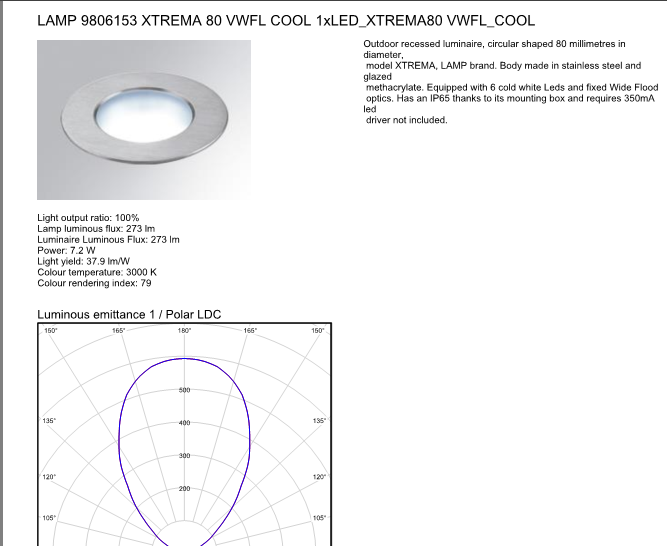 LAMP 9806153 XTREMA 80 VWFL COOL 1xLED_XTREMA80 VWFL_COOL
Outdoor recessed luminaire, circular shaped 80 millimetres in
diameter,
model XTREMA, LAMP brand. Body made in stainless steel and
glazed
methacrylate. Equipped with 6 cold white Leds and fixed Wide Flood
optics. Has an IP65 thanks to its mounting box and requires 350mA
led
driver not included.
Light output ratio: 100%
Lamp luminous flux: 273 lm
Luminaire Luminous Flux: 273 lm
Power: 7.2 W
Light yield: 37.9 lm/W
Colour temperature: 3000 K
Colour rendering index: 79
Luminous emittance 1 / Polar LDC
150° 165° 180° 165° 150°
500
135° 400 135°
300
120° 120°
200
105° 105°